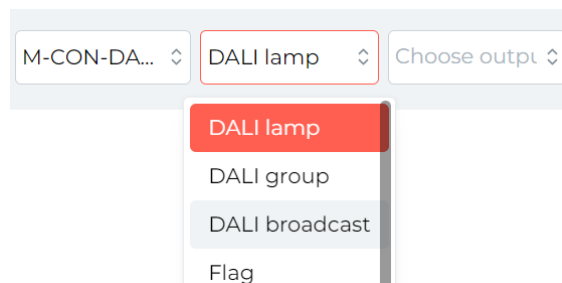 M-CON-DA... DALI lamp Choose outpu
DALI lamp
DALI group
DALI broadcast
Flag